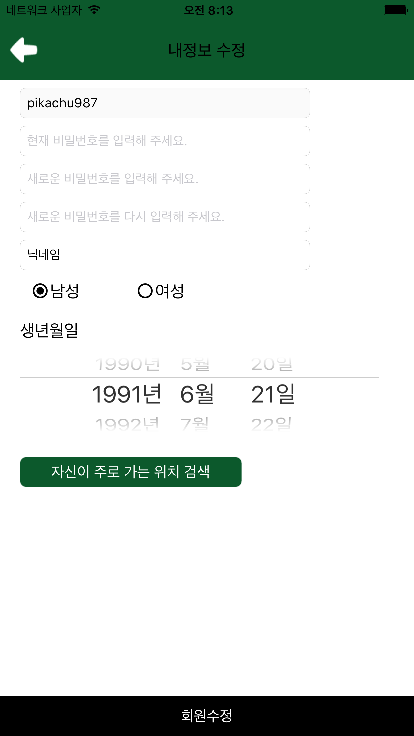 네트워크 사업자 오전 8:13
내정보 수정
pikachu987
현재 비밀번호를 입력해 주세요.
새로운 비밀번호를 입력해 주세요.
새로운 비밀번호를 다시 입력해 주세요.
닉네임
남성 여성
생년월일
1990년 5월 20일
1991년 6월 21일
1992년 7월 22일
자신이 주로 가는 위치 검색
회원수정